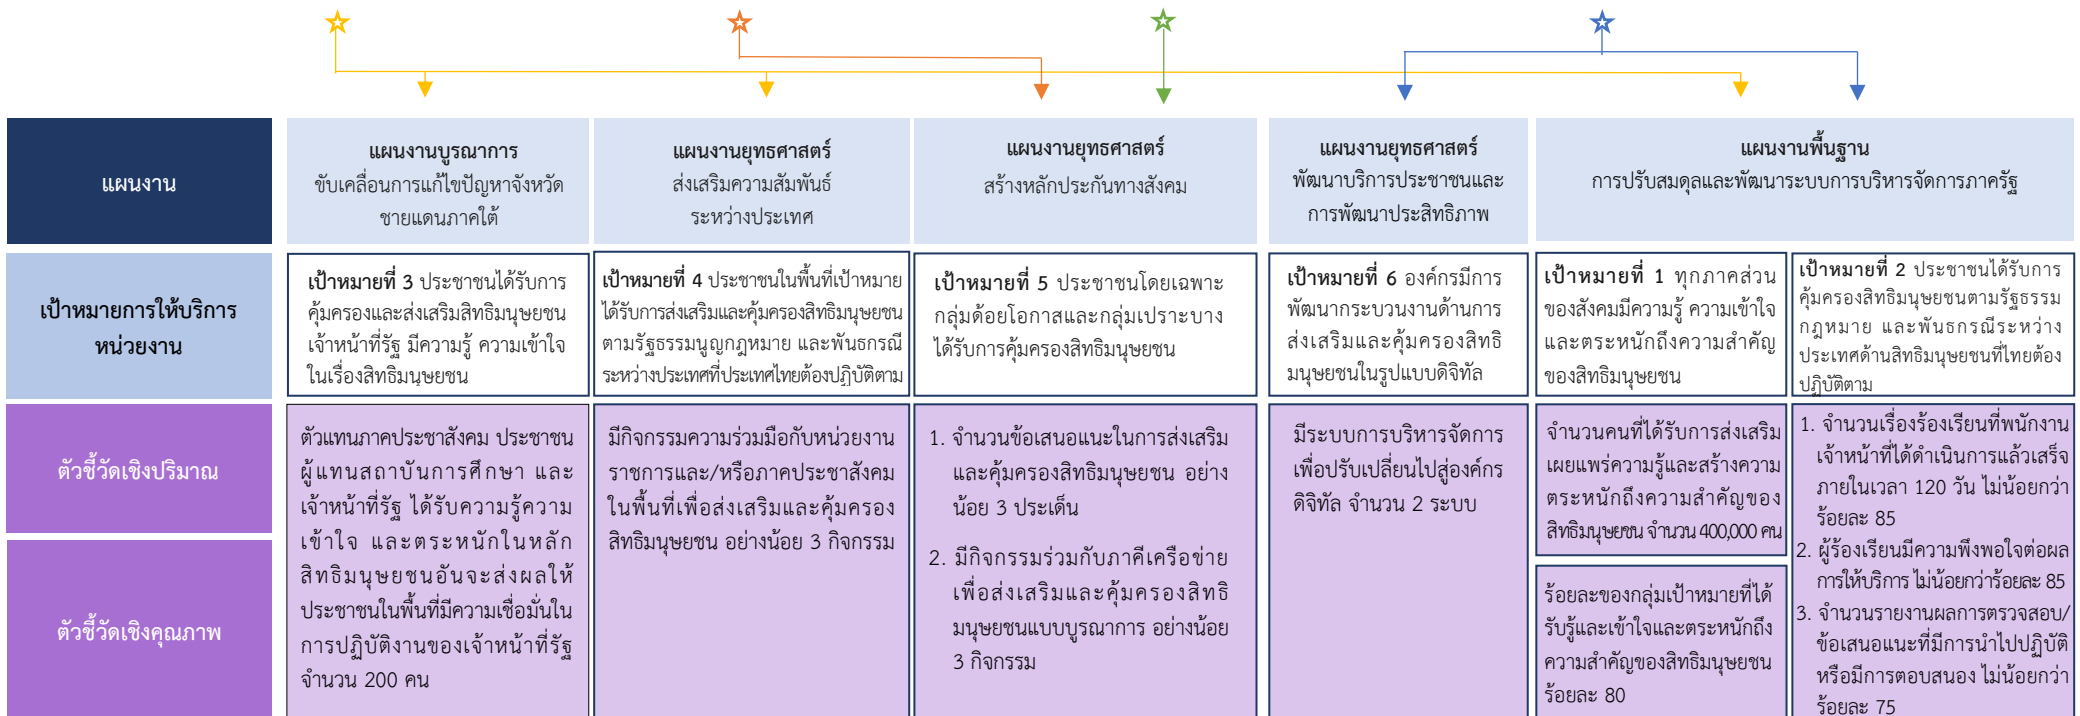 แผนงาน
แผนงานบูรณาการ
ขับเคลื่อนการแก้ไขปัญหาจังหวัด
ชายแดนภาคใต้
แผนงานยุทธศาสตร์
ส่งเสริมความสัมพันธ์
ระหว่างประเทศ
แผนงานยุทธศาสตร์
สร้างหลักประกันทางสังคม
แผนงานยุทธศาสตร์
พัฒนาบริการประชาชนและ
การพัฒนาประสิทธิภาพ
แผนงานพื้นฐาน
การปรับสมดุลและพัฒนาระบบการบริหารจัดการภาครัฐ
เป้าหมายการให้บริการ
หน่วยงาน
เป้าหมายที่ 3 ประชาชนได้รับการ
คุ้มครองและส่งเสริมสิทธิมนุษยชน
เจ้าหน้าที่รัฐ มีความรู้ ความเข้าใจ
ในเรื่องสิทธิมนุษยชน
เป้าหมายที่ 4 ประชาชนในพื้นที่เป้าหมาย
ได้รับการส่งเสริมและคุ้มครองสิทธิมนุษยชน
ตามรัฐธรรมนูญกฎหมาย และพันธกรณี
ระหว่างประเทศที่ประเทศไทยต้องปฏิบัติตาม
เป้าหมายที่ 5 ประชาชนโดยเฉพาะ
กลุ่มด้อยโอกาสและกลุ่มเปราะบาง
ได้รับการคุ้มครองสิทธิมนุษยชน
เป้าหมายที่ 6 องค์กรมีการ
พัฒนากระบวนงานด้านการ
ส่งเสริมและคุ้มครองสิทธิ
มนุษยชนในรูปแบบดิจิทัล
เป้าหมายที่ 1 ทุกภาคส่วน
ของสังคมมีความรู้ ความเข้าใจ
และตระหนักถึงความสำคัญ
ของสิทธิมนุษยชน
เป้าหมายที่ 2 ประชาชนได้รับการ
คุ้มครองสิทธิมนุษยชนตามรัฐธรรม
กฎหมาย และพันธกรณีระหว่าง
ประเทศด้านสิทธิมนุษยชนที่ไทยต้อง
ปฏิบัติตาม
ตัวชี้วัดเชิงปริมาณ
ตัวชี้วัดเชิงคุณภาพ
ตัวแทนภาคประชาสังคม ประชาชน
ผู้แทนสถาบันการศึกษา และ
เจ้าหน้าที่รัฐ ได้รับความรู้ความ
เข้าใจ และตระหนักในหลัก
สิทธิมนุษยชนอันจะส่งผลให้
ประชาชนในพื้นที่มีความเชื่อมั่นใน
การปฏิบัติงานของเจ้าหน้าที่รัฐ
จำนวน 200 คน
มีกิจกรรมความร่วมมือกับหน่วยงาน
ราชการและ/หรือภาคประชาสังคม
ในพื้นที่เพื่อส่งเสริมและคุ้มครอง
สิทธิมนุษยชน อย่างน้อย 3 กิจกรรม
1. จำนวนข้อเสนอแนะในการส่งเสริม
และคุ้มครองสิทธิมนุษยชน อย่าง
น้อย 3 ประเด็น
2. มีกิจกรรมร่วมกับภาคีเครือข่าย
เพื่อส่งเสริมและคุ้มครองสิทธิ
มนุษยชนแบบบูรณาการ อย่างน้อย
3 กิจกรรม
มีระบบการบริหารจัดการ
เพื่อปรับเปลี่ยนไปสู่องค์กร
ดิจิทัล จำนวน 2 ระบบ
จำนวนคนที่ได้รับการส่งเสริม
เผยแพร่ความรู้และสร้างความ
ตระหนักถึงความสำคัญของ
สิทธิมนุษยชน จำนวน 400,000 คน
ร้อยละของกลุ่มเป้าหมายที่ได้
รับรู้และเข้าใจและตระหนักถึง
ความสำคัญของสิทธิมนุษยชน
ร้อยละ 80
1. จำนวนเรื่องร้องเรียนที่พนักงาน
เจ้าหน้าที่ได้ดำเนินการแล้วเสร็จ
ภายในเวลา 120 วัน ไม่น้อยกว่า
ร้อยละ 85
2. ผู้ร้องเรียนมีความพึงพอใจต่อผล
การให้บริการ ไม่น้อยกว่าร้อยละ 85
3. จำนวนรายงานผลการตรวจสอบ/
ข้อเสนอแนะที่มีการนำไปปฏิบัติ
หรือมีการตอบสนอง ไม่น้อยกว่า
ร้อยละ 75